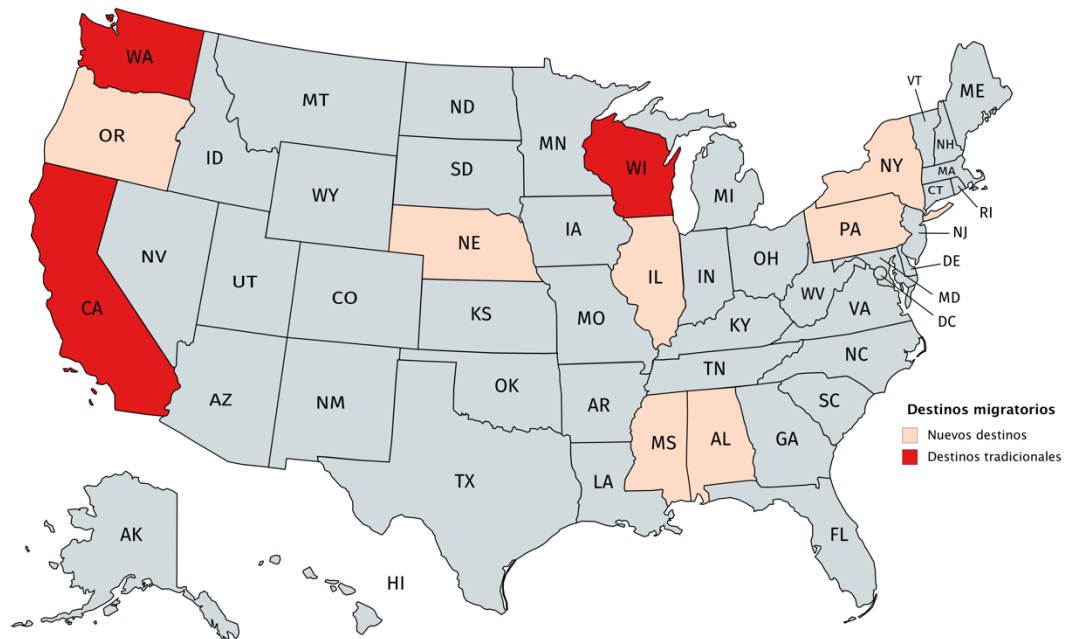 WA
MT
ND
MN
VT
ME
OR
ID
SD
WI
NH
NY
MA
WY
MI
CT
RI
IA
PA
NJ
NE
NV
OH
DE
UT
IL
IN
CO
MD
WV
CA
KS
MO
VA
DC
KY
NC
TN
OK
AZ
NM
AR
SC
MS
AL
GA
Destinos migratorios
Nuevos destinos
Destinos tradicionales
TX
LA
AK
FL
HI